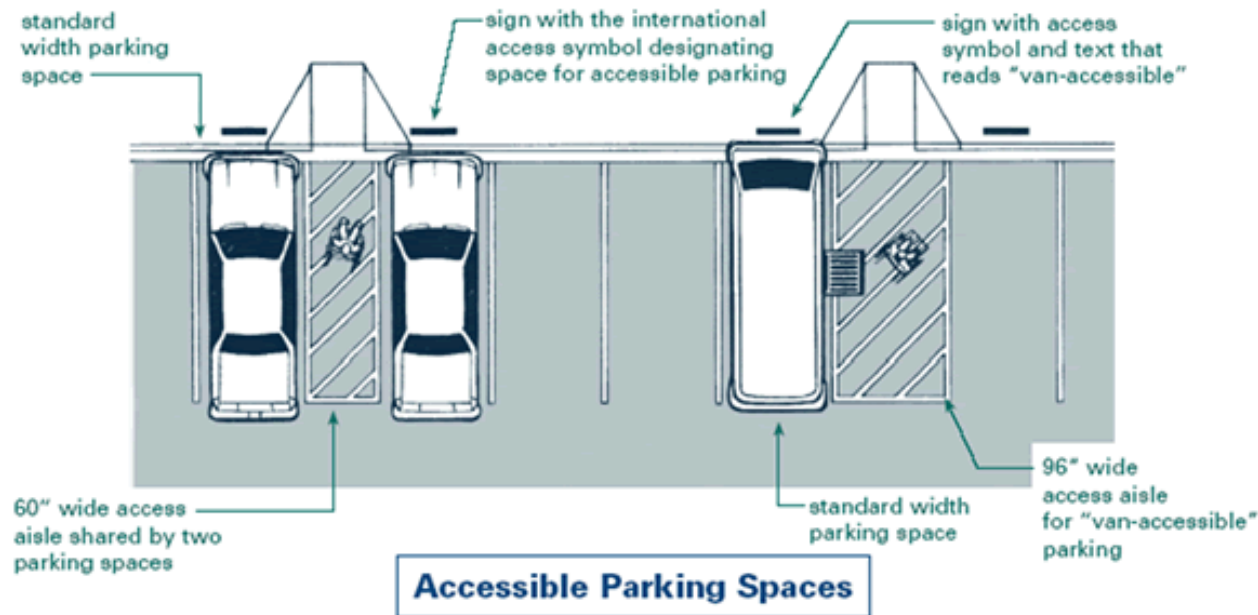 standard
width parking
space
sign with the international
access symbol designating
space for accessible parking
sign with access
symbol and text that
reads “van-accessible”
60” wide access
aisle shared by two
parking spaces
standard width
parking space
96” wide
access aisle
for “van-accessible”
parking
Accessible Parking Spaces